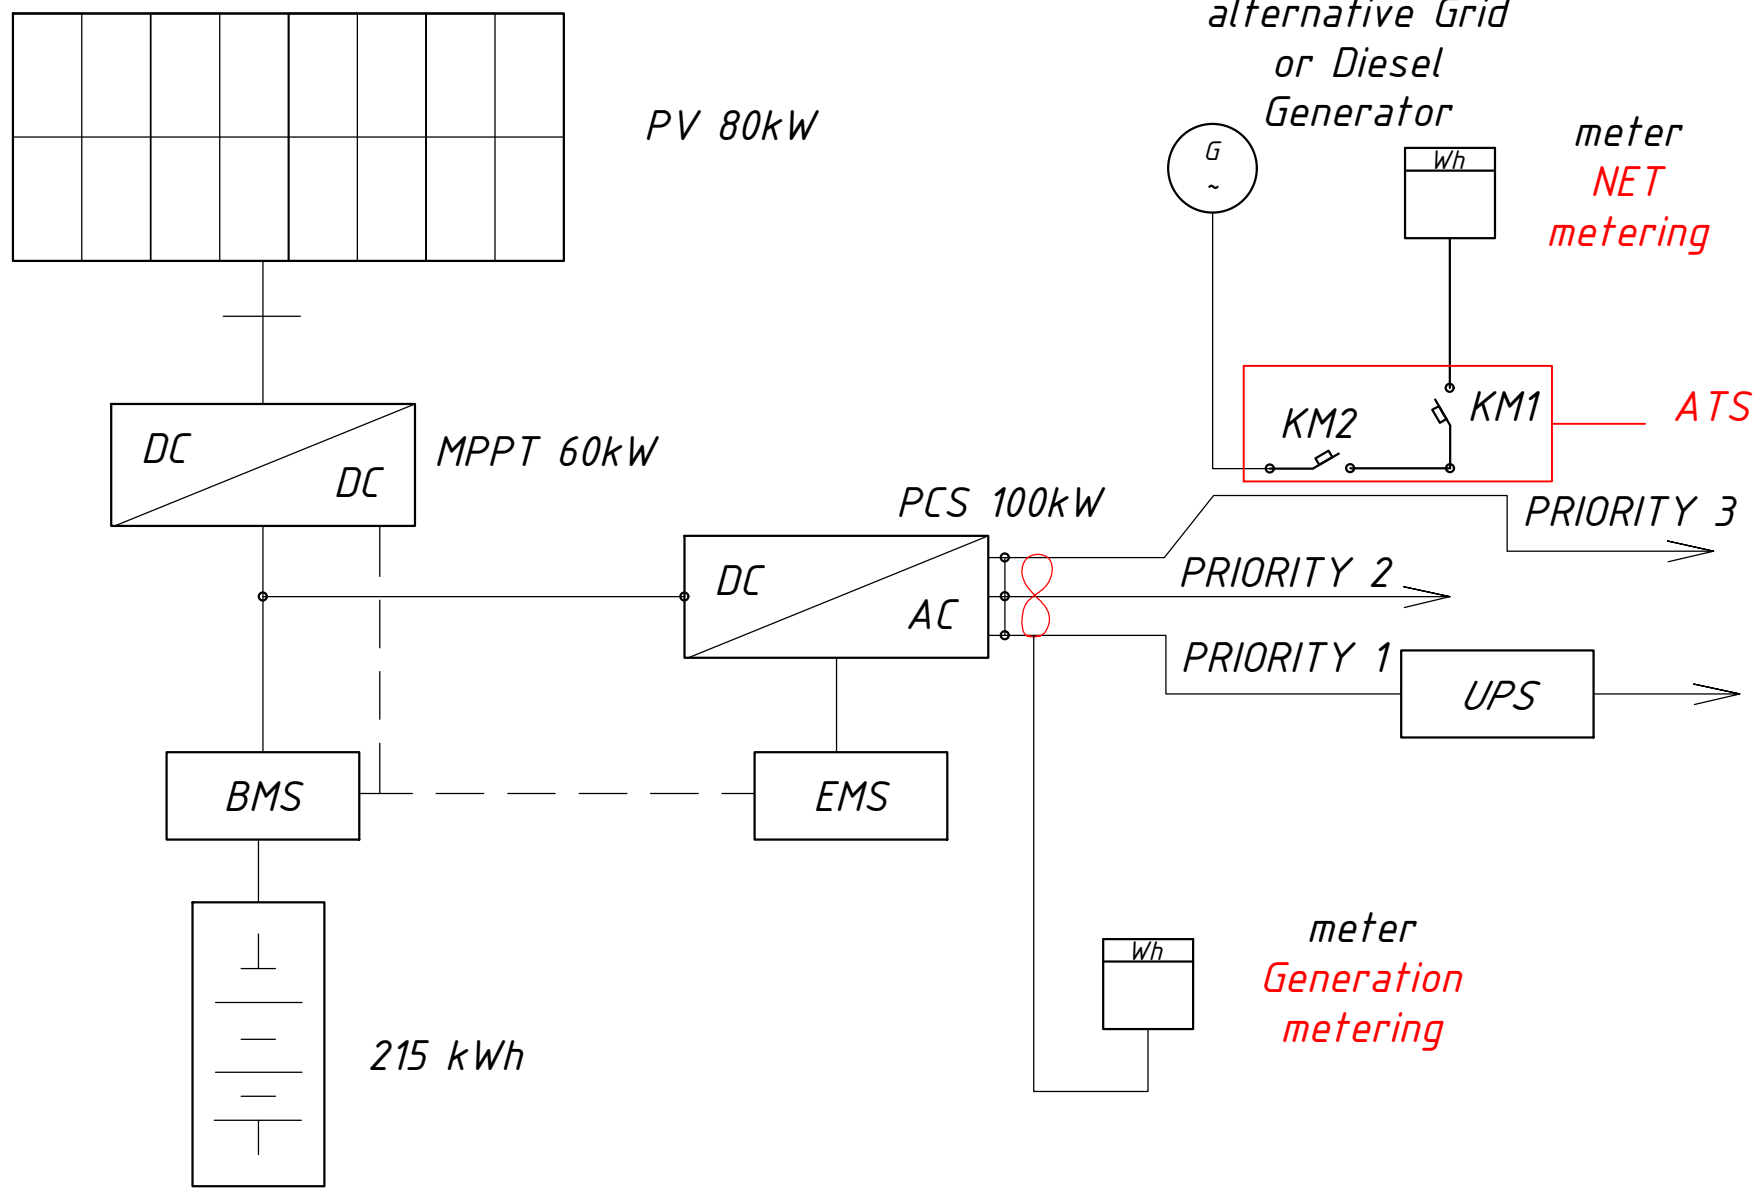 alternative Grid
or Diesel
Generator
PV 80kW
G
~
Wh
meter
NET
metering
KM2
KM1
ATS
DC
DC
MPPT 60kW
PCS 100kW
DC
AC
PRIORITY 3
PRIORITY 2
PRIORITY 1
UPS
BMS
EMS
Wh
meter
Generation
metering
215 kWh